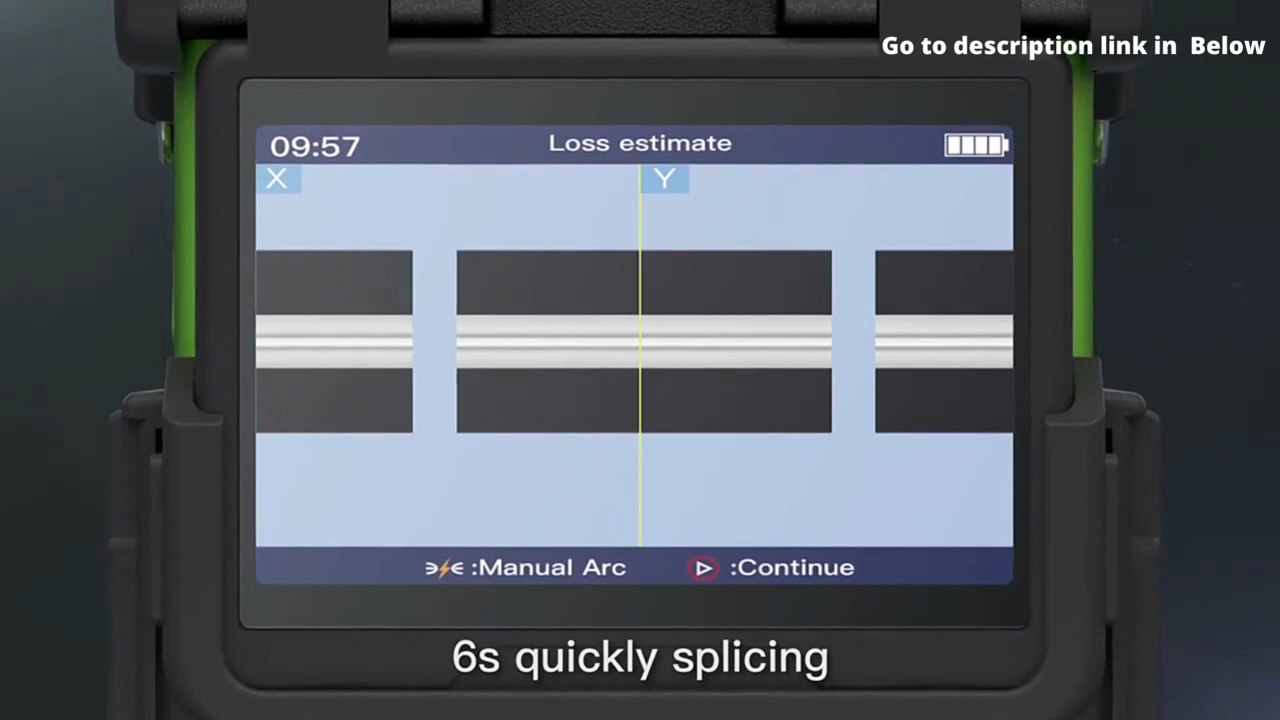 Go to description link in  Below
09:57
Loss estimate
X
Y
:Manual Arc
:Continue
6s quickly splicing